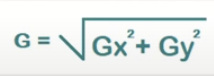 G = √Gx²+ Gy²